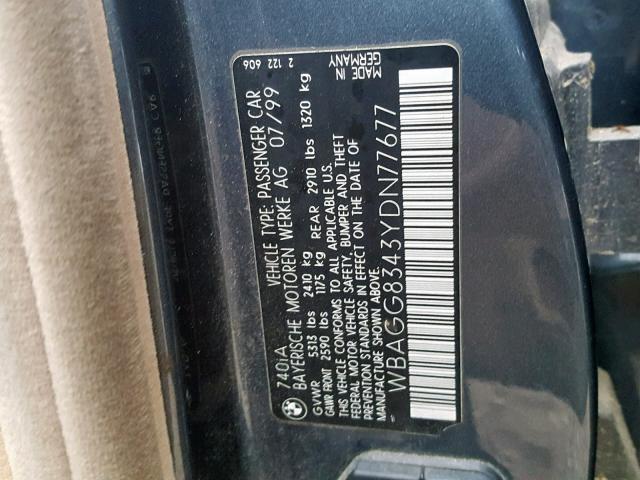 740iA VEHICLE TYPE: PASSENGER CAR
BAYERISCHE MOTOREN WERKE AG 07/99
GVWR 5313 lbs 2410 kg
GAWR FRONT 2590 lbs 1175 kg REAR 2910 lbs 1320 kg
THIS VEHICLE CONFORMS TO ALL APPLICABLE U.S.
FEDERAL MOTOR VEHICLE SAFETY, BUMPER AND THEFT
PREVENTION STANDARDS IN EFFECT ON THE DATE OF
MANUFACTURE SHOWN ABOVE.
WBAGG8343YDN77677
2 122 606
MADE IN
GERMANY